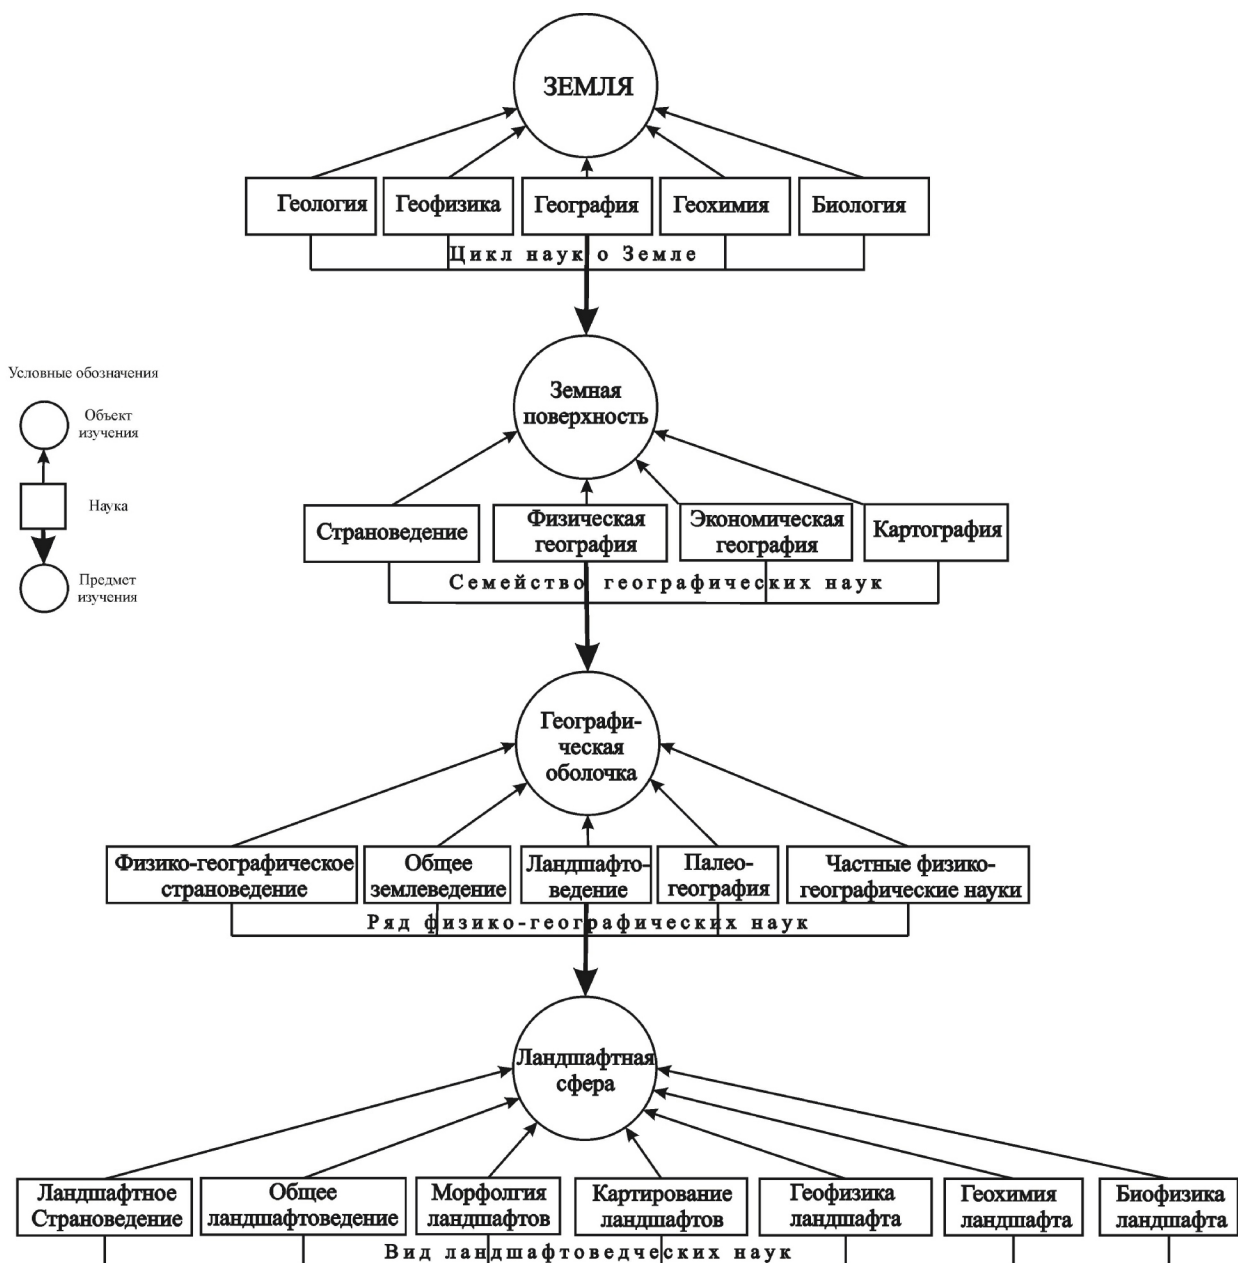 ЗЕМЛЯ
Геология
Геофизика
География
Геохимия
Биология
Цикл наук о Земле
Условные обозначения
Объект
изучения
Наука
Предмет
изучения
Земная
поверхность
Страноведение
Физическая
география
Экономическая
география
Картография
Семейство географических наук
Географи-
ческая
оболочка
Физико-географическое
страноведение
Общее
землеведение
Ландшафто-
ведение
Палео-
география
Частные физико-
географические науки
Ряд физико-географических наук
Ландшафтная
сфера
Ландшафтное
Страноведение
Общее
ландшафтоведение
Морфолгия
ландшафтов
Картирование
ландшафтов
Геофизика
ландшафта
Геохимия
ландшафта
Биофизика
ландшафта
Вид ландшафтоведческих наук